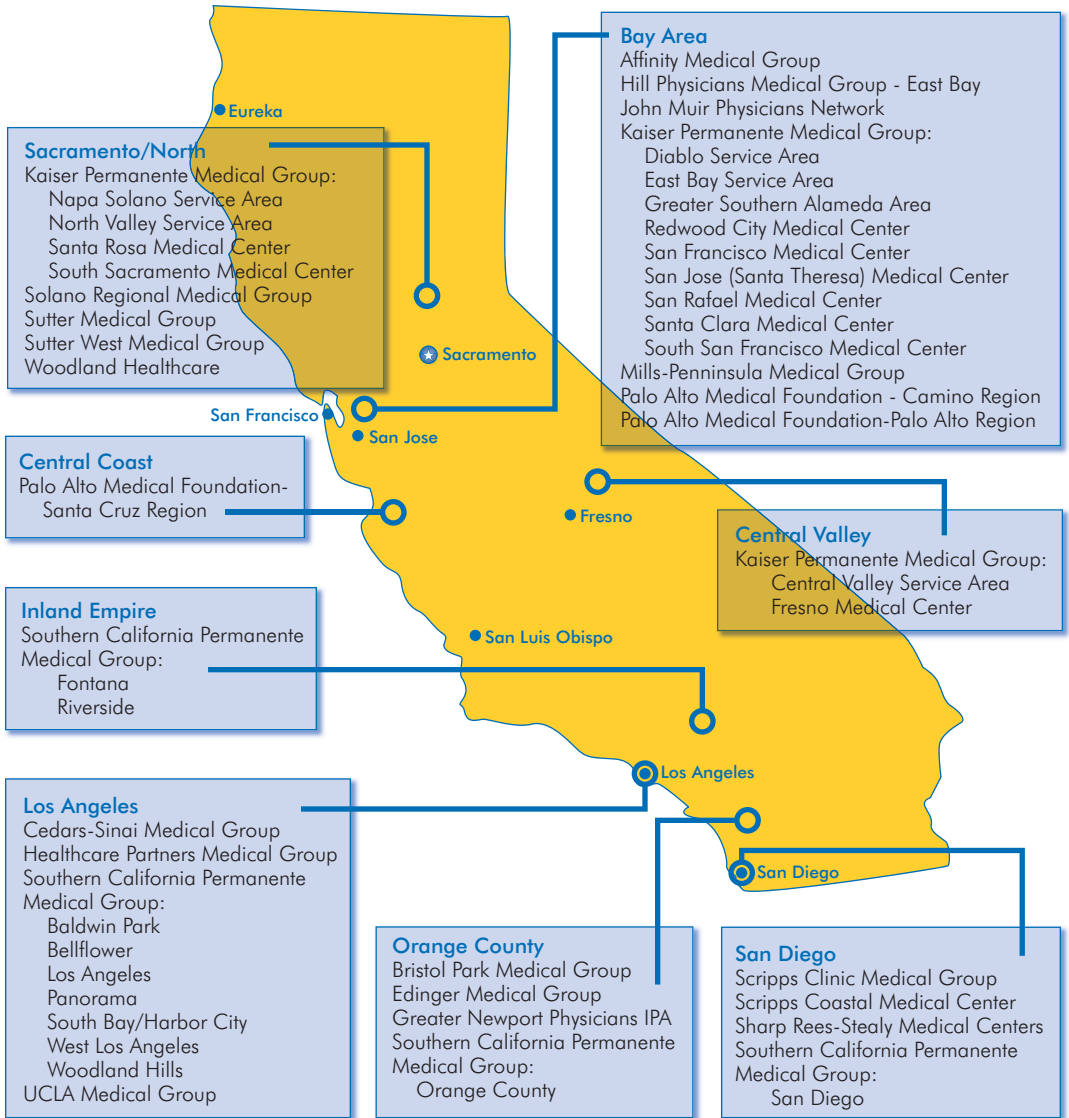 Bay Area
Affinity Medical Group
Hill Physicians Medical Group - East Bay
John Muir Physicians Network
Kaiser Permanente Medical Group:
Diablo Service Area
East Bay Service Area
Greater Southern Alameda Area
Redwood City Medical Center
San Francisco Medical Center
San Jose (Santa Theresa) Medical Center
San Rafael Medical Center
Santa Clara Medical Center
South San Francisco Medical Center
Mills-Penninsula Medical Group
Palo Alto Medical Foundation - Camino Region
Palo Alto Medical Foundation-Palo Alto Region
Eureka
Sacramento/North
Kaiser Permanente Medical Group:
Napa Solano Service Area
North Valley Service Area
Santa Rosa Medical Center
South Sacramento Medical Center
Solano Regional Medical Group
Sutter Medical Group
Sutter West Medical Group
Woodland Healthcare
Sacramento
San Francisco
San Jose
Central Coast
Palo Alto Medical Foundation-
Santa Cruz Region
Fresno
Central Valley
Kaiser Permanente Medical Group:
Central Valley Service Area
Fresno Medical Center
Inland Empire
Southern California Permanente
Medical Group:
Fontana
Riverside
San Luis Obispo
Los Angeles
Los Angeles
Cedars-Sinai Medical Group
Healthcare Partners Medical Group
Southern California Permanente
Medical Group:
Baldwin Park
Bellflower
Los Angeles
Panorama
South Bay/Harbor City
West Los Angeles
Woodland Hills
UCLA Medical Group
San Diego
Orange County
Bristol Park Medical Group
Edinger Medical Group
Greater Newport Physicians IPA
Southern California Permanente
Medical Group:
Orange County
San Diego
Scripps Clinic Medical Group
Scripps Coastal Medical Center
Sharp Rees-Stealy Medical Centers
Southern California Permanente
Medical Group:
San Diego